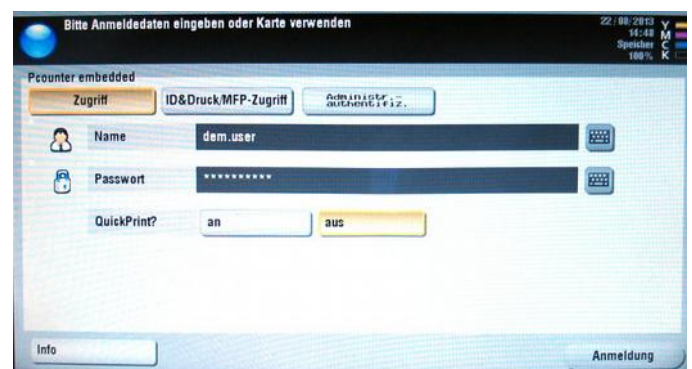 Bitte Anmeldedaten eingeben oder Karte verwenden
22/08/2013
14:48
Speicher
100%
Y
M
C
K
Pcounter embedded
Zugriff
ID&Druck/MFP-Zugriff
Administr.-
authentifiz.
Name
dem.user
Passwort
**********
QuickPrint?
an
aus
Info
Anmeldung